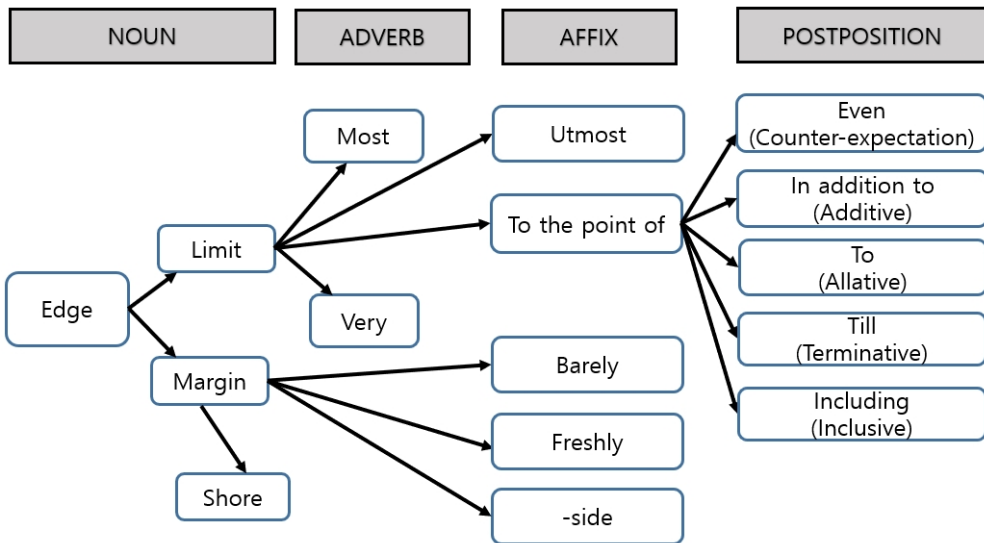 NOUN
ADVERB
AFFIX
POSTPOSITION
Edge
Limit
Margin
Shore
Most
Very
Utmost
To the point of
Barely
Freshly
-side
Even
(Counter-expectation)
In addition to
(Additive)
To
(Allative)
Till
(Terminative)
Including
(Inclusive)